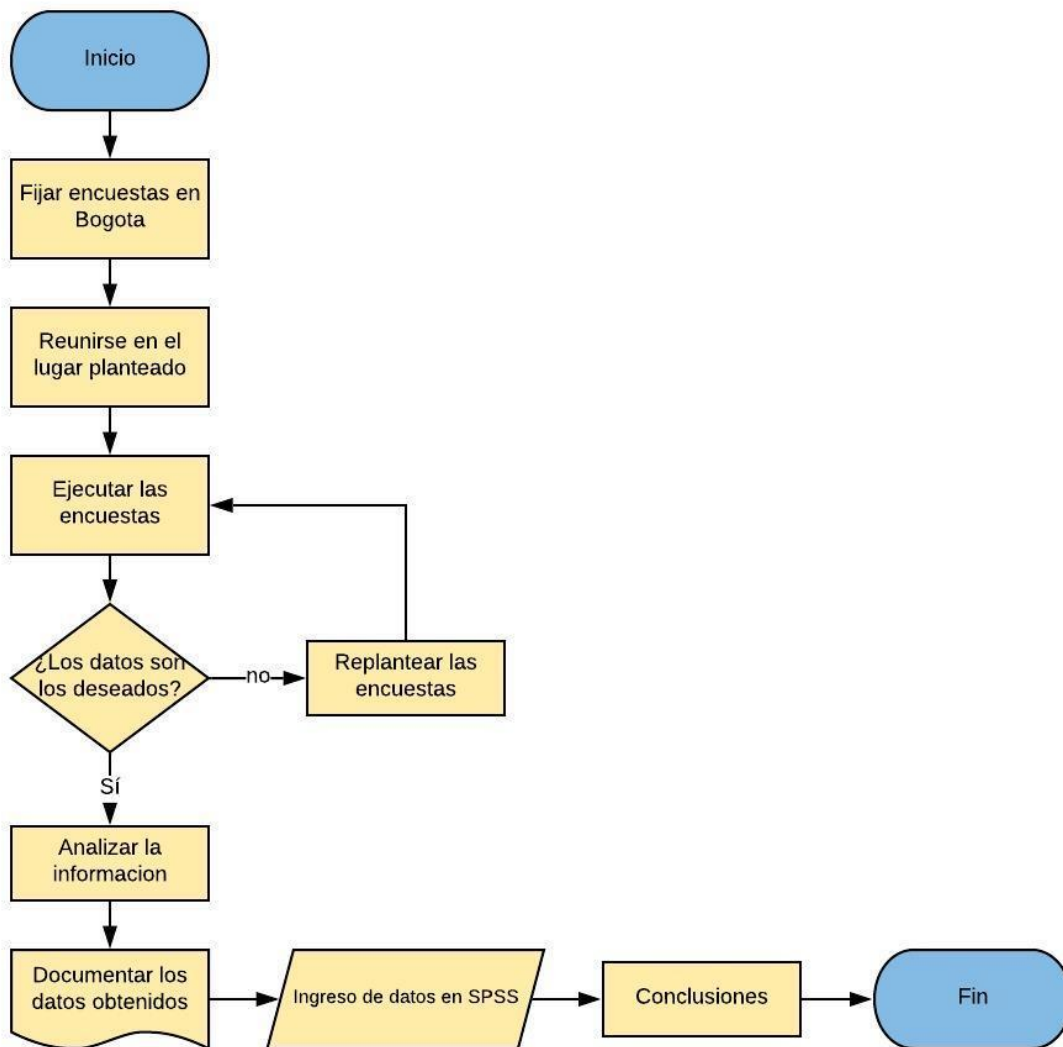 Inicio
Fijar encuestas en
Bogota
Reunirse en el
lugar planteado
Ejecutar las
encuestas
¿Los datos son
los deseados?
no
Replantear las
encuestas
Sí
Analizar la
informacion
Documentar los
datos obtenidos
Ingreso de datos en SPSS
Conclusiones
Fin